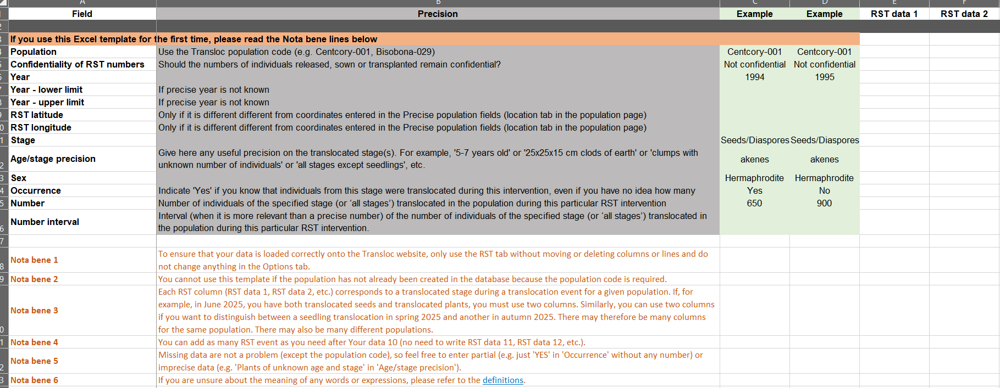 A B C D E F
Field Precision Example Example RST data 1 RST data 2
If you use this Excel template for the first time, please read the Nota bene lines below
Population Use the Transloc population code (e.g. Centcory-001, Bisobona-029) Centcory-001 Centcory-001
Confidentiality of RST numbers Should the numbers of individuals released, sown or transplanted remain confidential? Not confidential Not confidential
Year 1994 1995
Year - lower limit If precise year is not known
Year - upper limit If precise year is not known
RST latitude Only if it is different different from coordinates entered in the Precise population fields (location tab in the population page)
RST longitude Only if it is different different from coordinates entered in the Precise population fields (location tab in the population page)
Stage Seeds/Diaspores Seeds/Diaspores
Age/stage precision Give here any useful precision on the translocated stage(s). For example, '5-7 years old' or '25x25x15 cm clods of earth' or 'clumps with
unknown number of individuals' or 'all stages except seedlings', etc. akenes akenes
Sex Hermaphrodite Hermaphrodite
Occurrence Indicate 'Yes' if you know that individuals from this stage were translocated during this intervention, even if you have no idea how many Yes No
Number Number of individuals of the specified stage (or ‘all stages’) translocated in the population during this particular RST intervention 650 900
Number interval Interval (when it is more relevant than a precise number) of the number of individuals of the specified stage (or ‘all stages’) translocated in
the population during this particular RST intervention.
Nota bene 1 To ensure that your data is loaded correctly onto the Transloc website, only use the RST tab without moving or deleting columns or lines and do
not change anything in the Options tab.
Nota bene 2 You cannot use this template if the population has not already been created in the database because the population code is required.
Nota bene 3 Each RST column (RST data 1, RST data 2, etc.) corresponds to a translocated stage during a translocation event for a given population. If, for
example, in June 2025, you have both translocated seeds and translocated plants, you must use two columns. Similarly, you can use two columns
if you want to distinguish between a seedling translocation in spring 2025 and another in autumn 2025. There may therefore be many columns
for the same population. There may also be many different populations.
Nota bene 4 You can add as many RST event as you need after Your data 10 (no need to write RST data 11, RST data 12, etc.).
Nota bene 5 Missing data are not a problem (except the population code), so feel free to enter partial (e.g. just 'YES' in 'Occurrence' without any number) or
imprecise data (e.g. 'Plants of unknown age and stage' in 'Age/stage precision').
Nota bene 6 If you are unsure about the meaning of any words or expressions, please refer to the definitions.